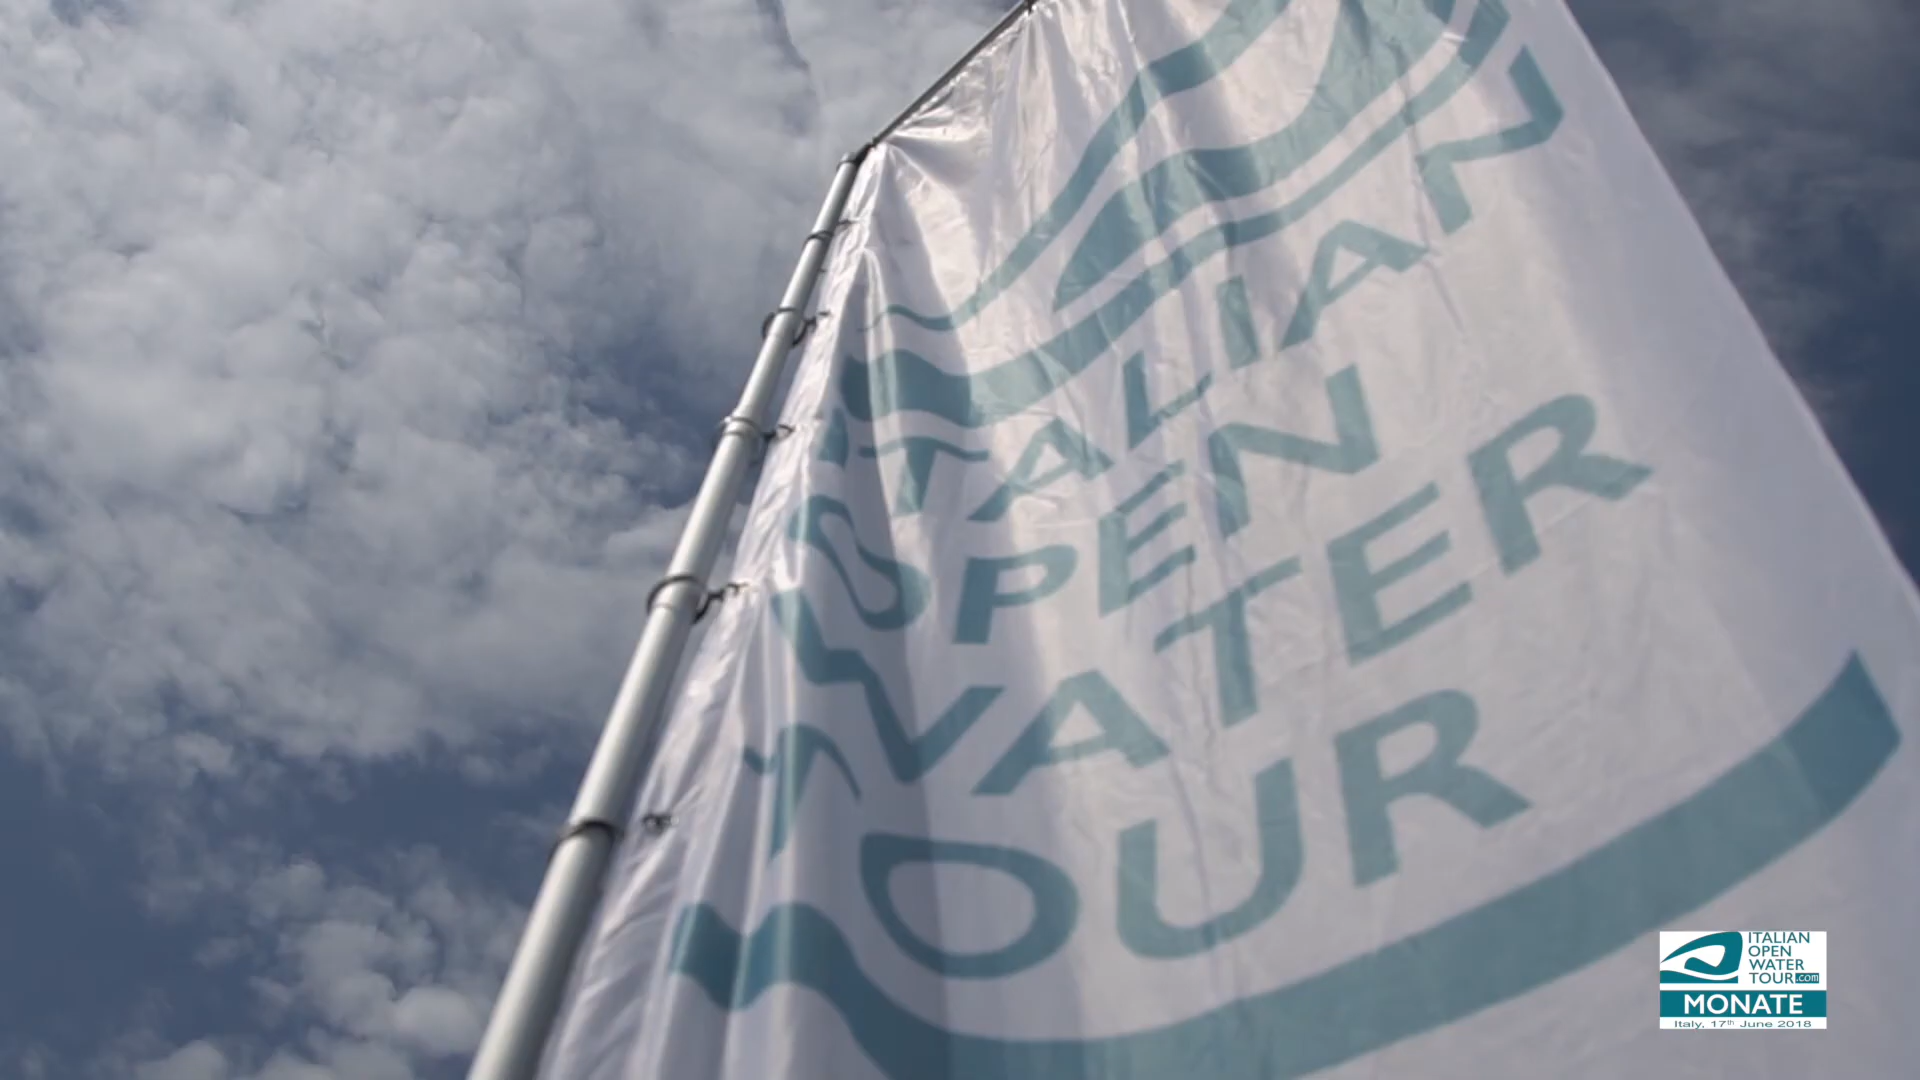 ITALIAN
OPEN
WATER
TOUR
ITALIAN
OPEN
WATER
TOUR.com
MONATE
Italy, 17th June 2018